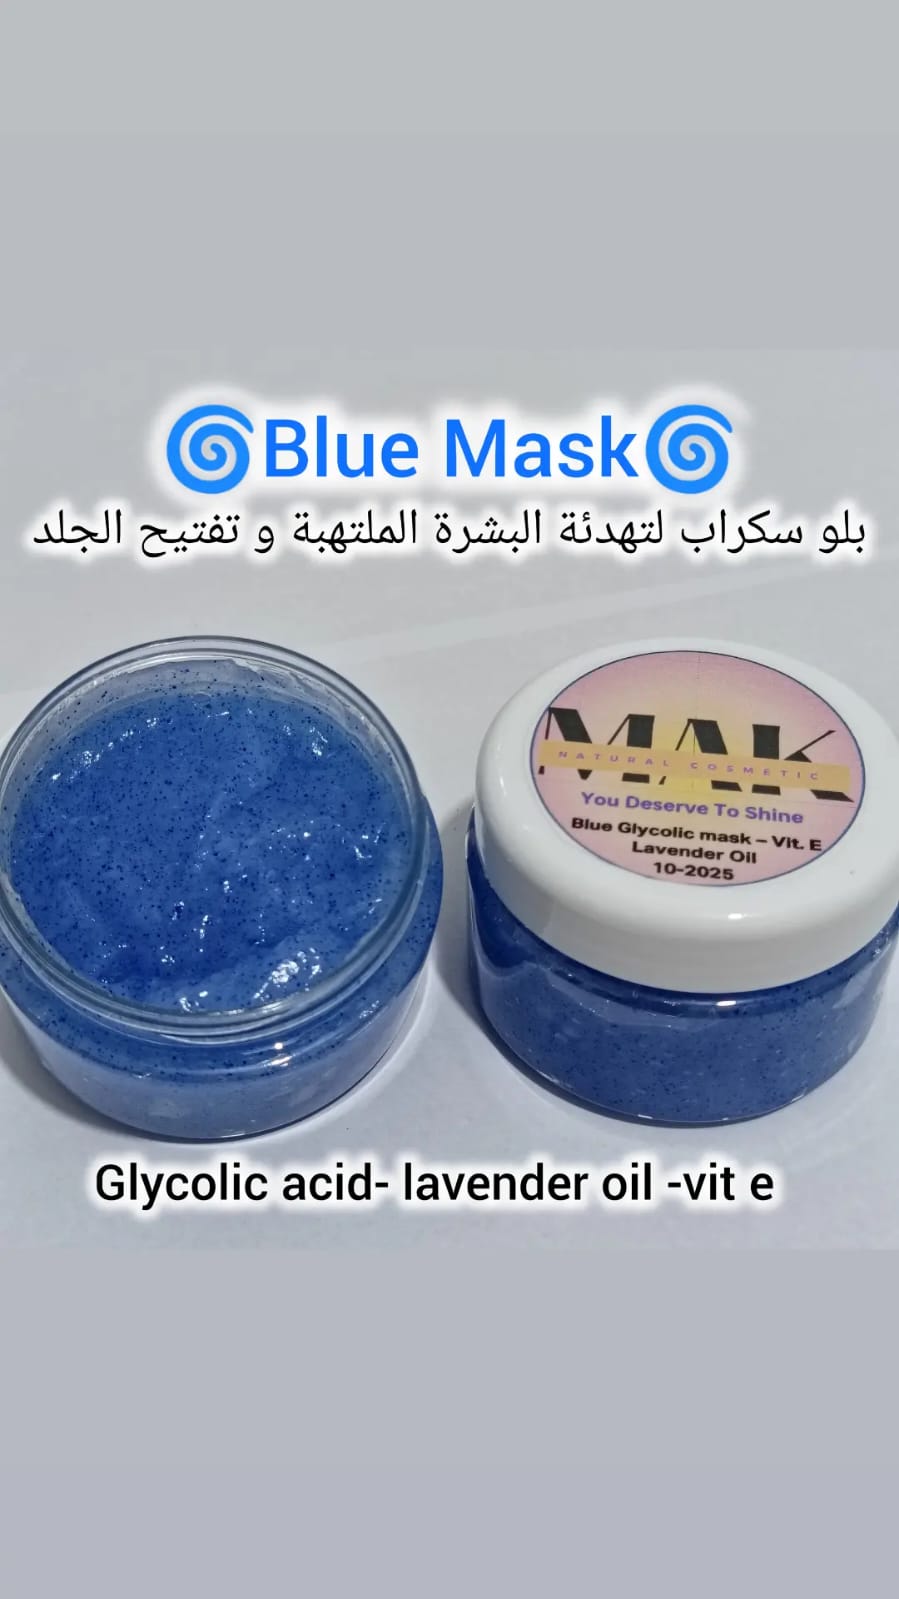 🌀Blue Mask🌀
بلو سكراب لتهدئة البشرة الملتهبة و تفتيح الجلد
MAK
NATURAL COSMETIC
You Deserve To Shine
Blue Glycolic mask – Vit. E
Lavender Oil
10-2025
Glycolic acid- lavender oil -vit e